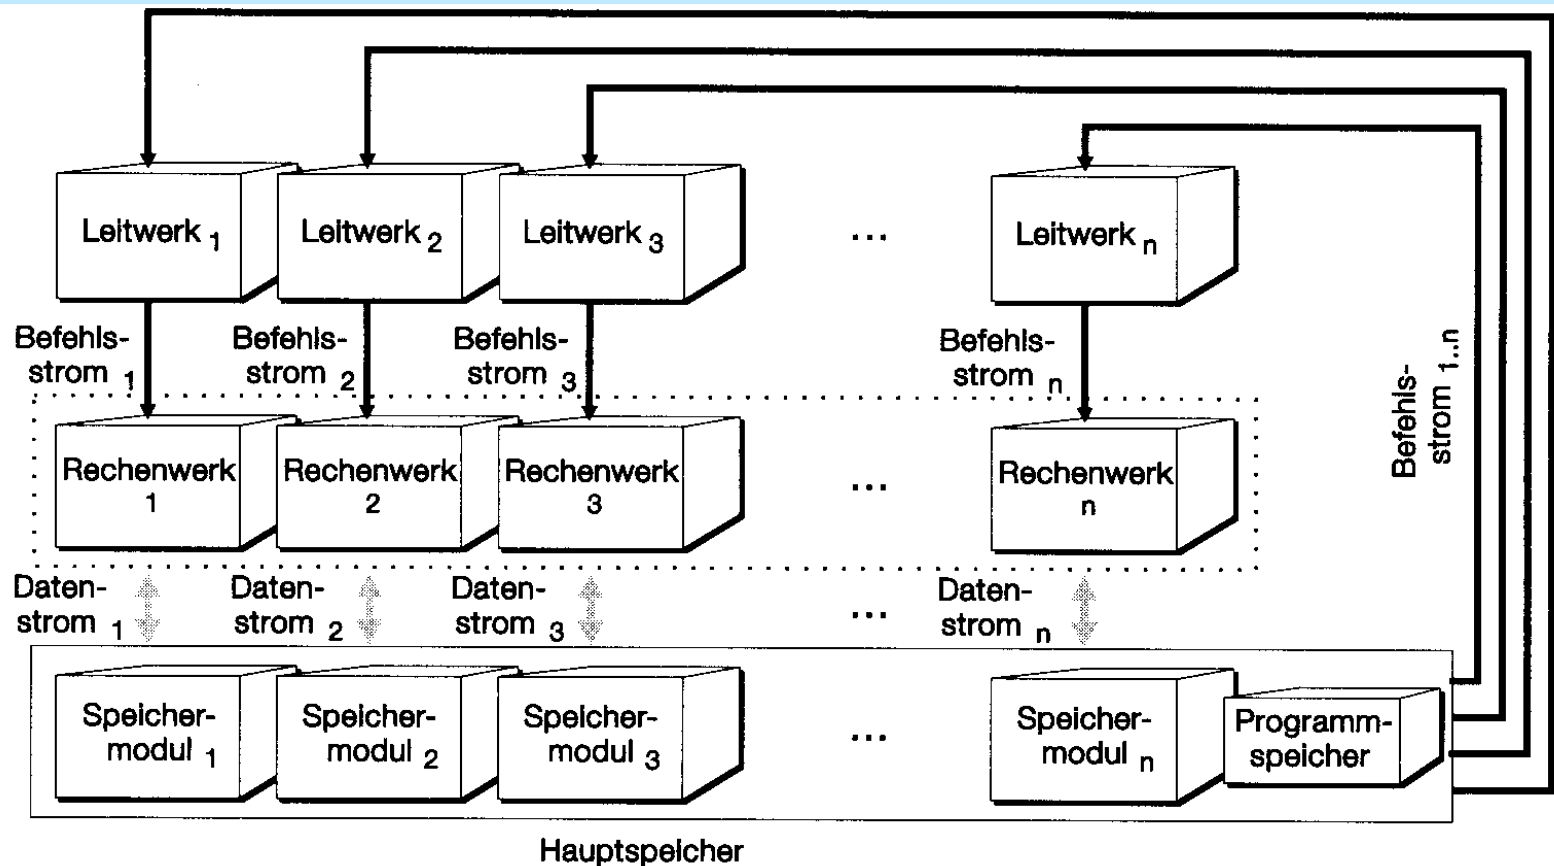 Leitwerk 1
Leitwerk 2
Leitwerk 3
...
Leitwerk n
Befehls-
strom 1
Befehls-
strom 2
Befehls-
strom 3
Befehls-
strom n
Befehls-
strom 1..n
Rechenwerk
1
Rechenwerk
2
Rechenwerk
3
...
Rechenwerk
n
Daten-
strom 1
Daten-
strom 2
Daten-
strom 3
...
Daten-
strom n
Speicher-
modul 1
Speicher-
modul 2
Speicher-
modul 3
...
Speicher-
modul n
Programm-
speicher
Hauptspeicher